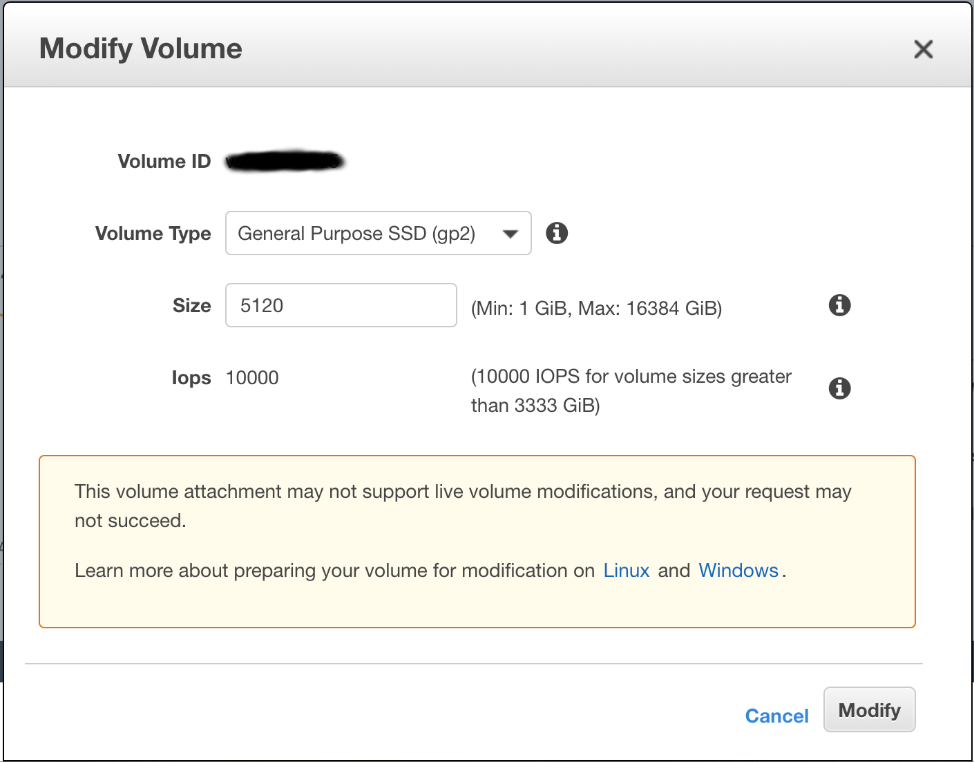 Modify Volume
Volume ID
Volume Type General Purpose SSD (gp2)
Size 5120 (Min: 1 GiB, Max: 16384 GiB)
Iops 10000 (10000 IOPS for volume sizes greater
than 3333 GiB)
This volume attachment may not support live volume modifications, and your request may
not succeed.
Learn more about preparing your volume for modification on Linux and Windows.
Cancel Modify